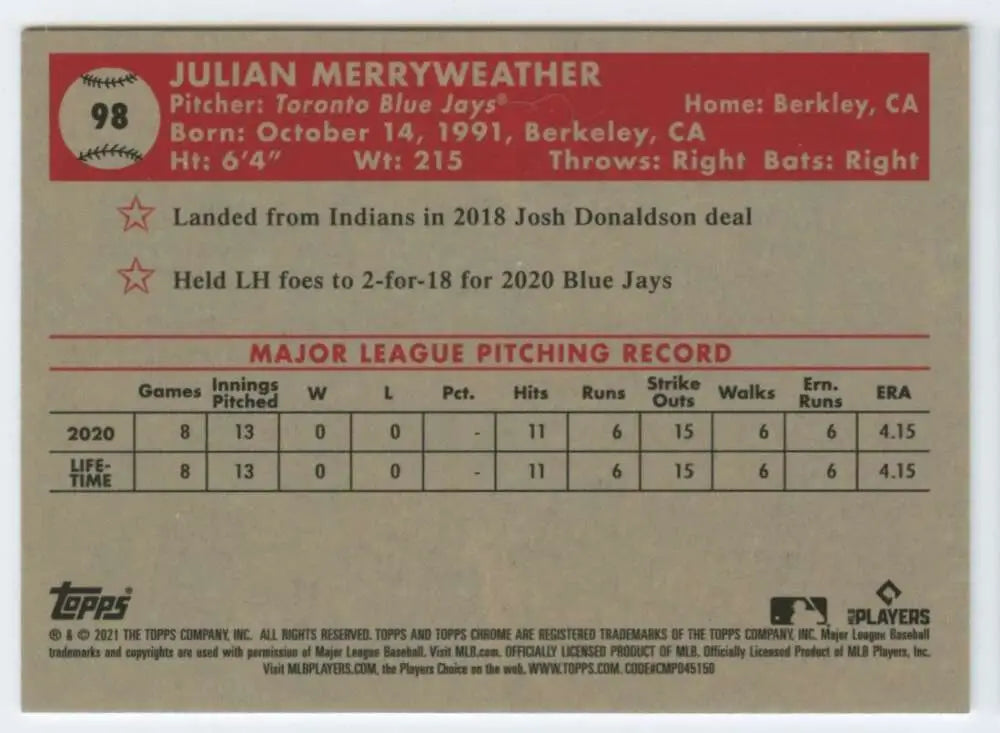 98
JULIAN MERRYWEATHER
Pitcher: Toronto Blue Jays® Home: Berkley, CA
Born: October 14, 1991, Berkeley, CA
Ht: 6'4" Wt: 215 Throws: Right Bats: Right
Landed from Indians in 2018 Josh Donaldson deal
Held LH foes to 2-for-18 for 2020 Blue Jays
MAJOR LEAGUE PITCHING RECORD
Games Innings Pitched W L Pct. Hits Runs Strike Outs Walks Ern. Runs ERA
2020 8 13 0 0 - 11 6 15 6 6 4.15
LIFE-TIME 8 13 0 0 - 11 6 15 6 6 4.15
Topps®
MLB PLAYERS
® & © 2021 THE TOPPS COMPANY, INC. ALL RIGHTS RESERVED. TOPPS AND TOPPS CHROME ARE REGISTERED TRADEMARKS OF THE TOPPS COMPANY, INC. Major League Baseball
trademarks and copyrights are used with permission of Major League Baseball. Visit MLB.com. OFFICIALLY LICENSED PRODUCT OF MLB. Officially Licensed Product of MLB Players, Inc.
Visit MLBPLAYERS.COM, the Players Choice on the web. WWW.TOPPS.COM. CODE#CMP045150